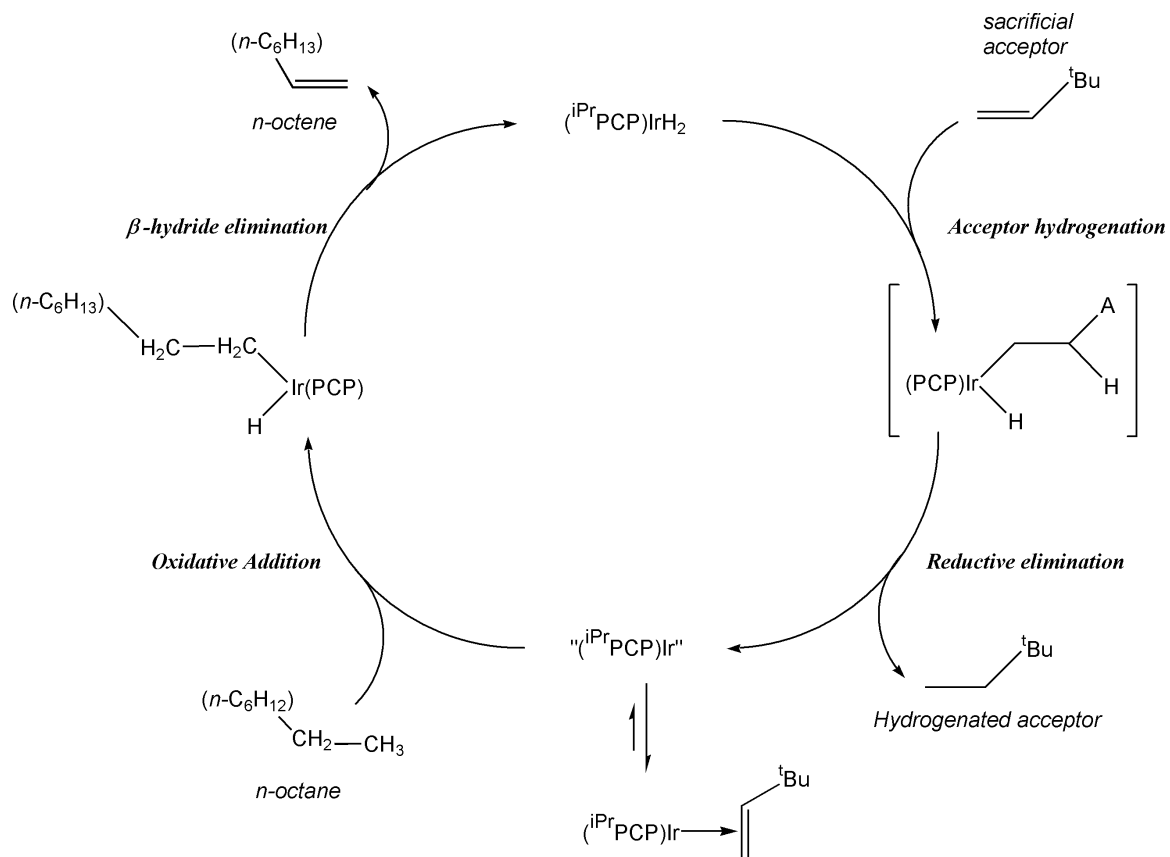 sacrificial
acceptor
(n-C6H13)
tBu
n-octene
(iPrPCP)IrH2
β-hydride elimination
Acceptor hydrogenation
(n-C6H13)
H2C
H2C
Ir(PCP)
H
A
(PCP)Ir
H
H
Oxidative Addition
Reductive elimination
"(iPrPCP)Ir"
tBu
(n-C6H12)
CH2
CH3
Hydrogenated acceptor
n-octane
tBu
(iPrPCP)Ir